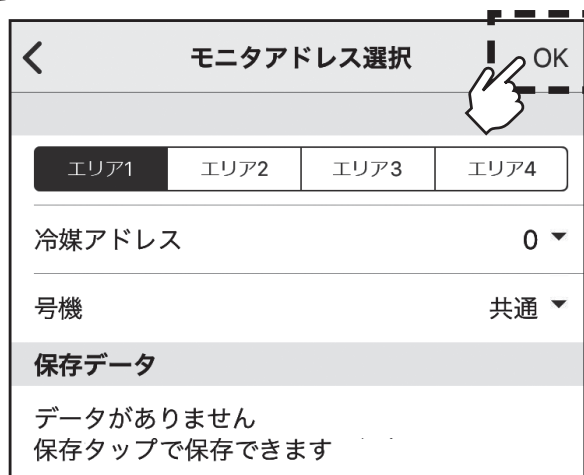 モニタアドレス選択 OK
エリア1 エリア2 エリア3 エリア4
冷媒アドレス 0
号機 共通
保存データ
データがありません
保存タップで保存できます